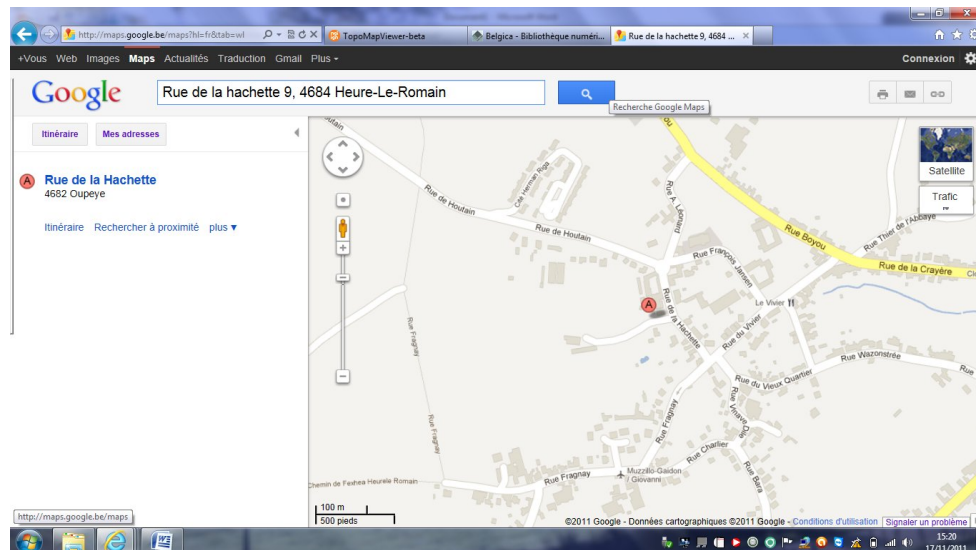 http://maps.google.be/maps?hl=fr&tab=wl
TopoMapViewer-beta
Belgica - Bibliothèque numéri...
Rue de la hachette 9, 4684 ...
+Vous Web Images Maps Actualités Traduction Gmail Plus
Connexion
Google
Rue de la hachette 9, 4684 Heure-Le-Romain
Recherche Google Maps
Itinéraire
Mes adresses
A
Rue de la Hachette
4682 Oupeye
Itinéraire Rechercher à proximité plus
Satellite
Trafic
Rue de Houtain
Cité Herman Riga
Rue de Houtain
Rue A. Léonard
Rue Boyou
Rue Thier de l'Abbaye
Rue François Janssen
Rue de la Crayère
A
Le Vivier
Rue de la Hachette
Rue du Vivier
Rue Fragnay
Rue Wazonstrée
Rue
Rue du Vieux Quartier
Rue Vinave
Rue Fragnay
Rue Fragnay
Rue Charlier
Rue Fragnay
Muzzillo-Gaidon
/ Giovanni
Rue Bara
Chemin de Fexhea Heurele Romain
100 m
500 pieds
©2011 Google - Données cartographiques ©2011 Google - Conditions d'utilisation
Signaler un problème
http://maps.google.be/maps
15:20
17/11/2011